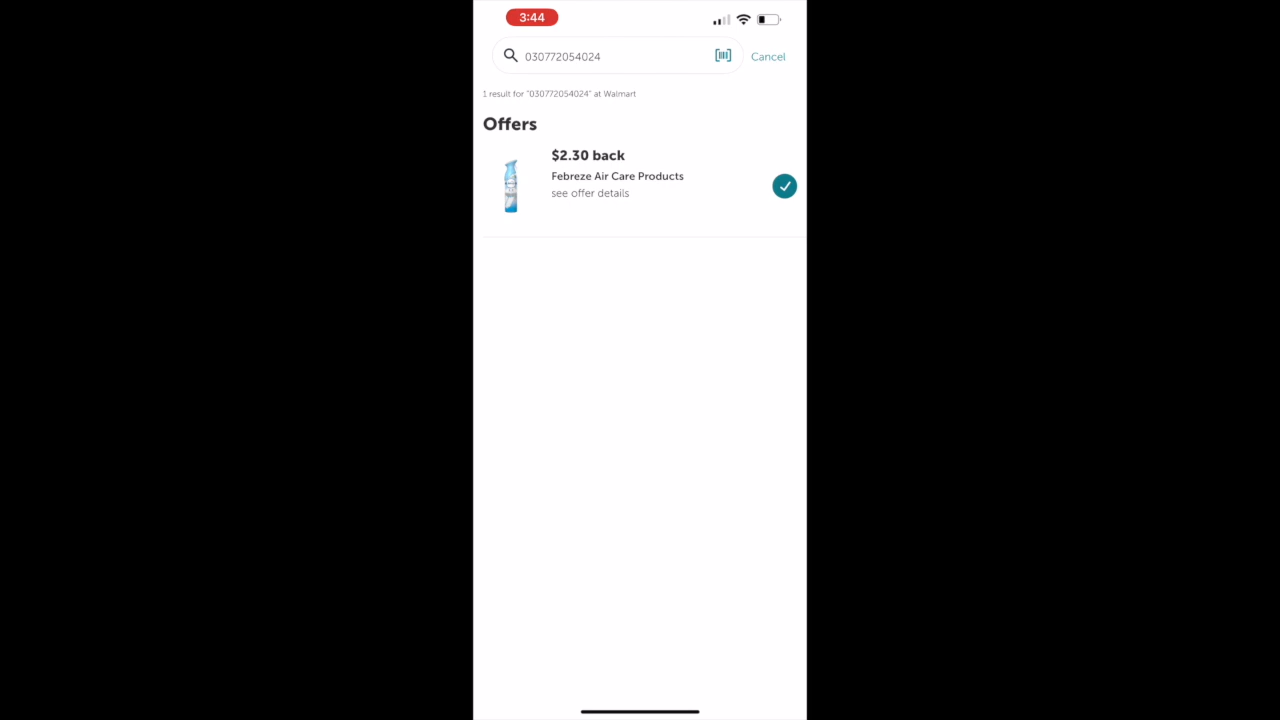 3:44
030772054024
Cancel
1 result for "030772054024" at Walmart
Offers
$2.30 back
Febreze Air Care Products
see offer details